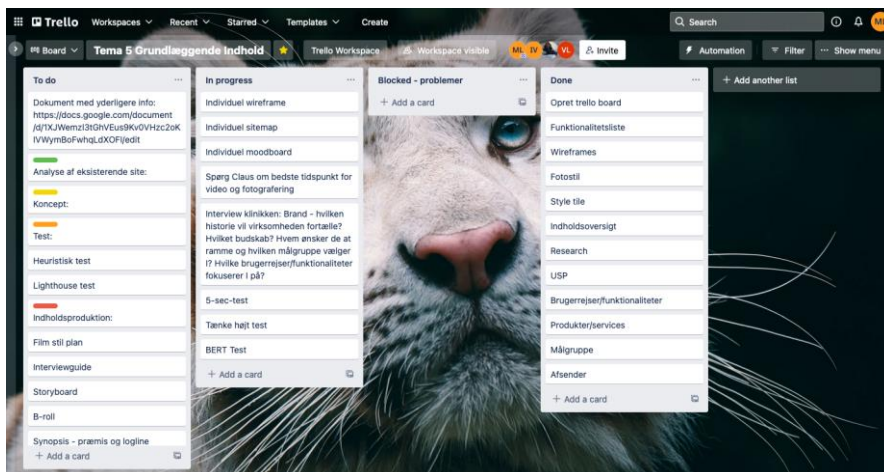 Trello
Workspaces
Recent
Starred
Templates
Create
Search
Board
Tema 5 Grundlæggende Indhold
Trello Workspace
Workspace visible
ML
IV
VL
Invite
Automation
Filter
Show menu
To do
Dokument med yderligere info:
https://docs.google.com/document
Analyse af eksisterende site:
Koncept:
Test:
Heuristisk test
Lighthouse test
Indholdsproduktion:
Film stil plan
Interviewguide
Storyboard
B-roll
Synopsis - præmis og logline
+ Add a card
In progress
Individuel wireframe
Individuel sitemap
Individuel moodboard
Spørg Claus om bedste tidspunkt for
video og fotografering
Interview klinikken: Brand - hvilken
historie vil virksomheden fortælle?
Hvilket budskab? Hvem ønsker de at
ramme og hvilken målgruppe vælger
I? Hvilke brugerrejser/funktionaliteter
fokuserer I på?
5-sec-test
Tænke højt test
BERT Test
+ Add a card
Blocked - problemer
+ Add a card
Done
Opret trello board
Funktionalitetsliste
Wireframes
Fotostil
Style tile
Indholdsoversigt
Research
USP
Brugerrejser/funktionaliteter
Produkter/services
Målgruppe
Afsender
+ Add a card
+ Add another list